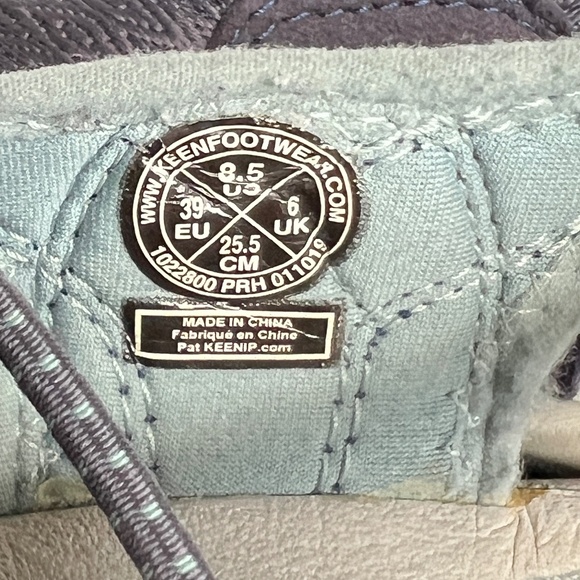 WWW.KEENFOOTWEAR.COM
8.5
US
39
EU
6
UK
25.5
CM
1022800 PRH 011019
MADE IN CHINA
Fabriqué en Chine
Pat KEENIP.com